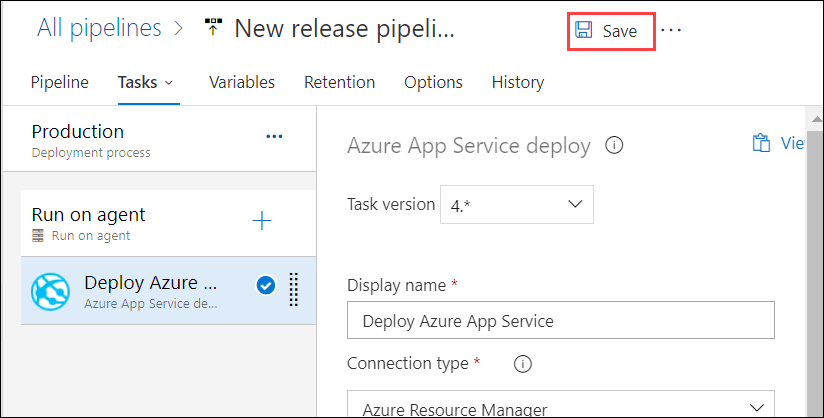 All pipelines > New release pipeli...
Save ...
Pipeline Tasks Variables Retention Options History
Production ...
Deployment process
Run on agent +
Run on agent
Deploy Azure ...
Azure App Service de...
Azure App Service deploy
View
Task version 4.*
Display name *
Deploy Azure App Service
Connection type *
Azure Resource Manager